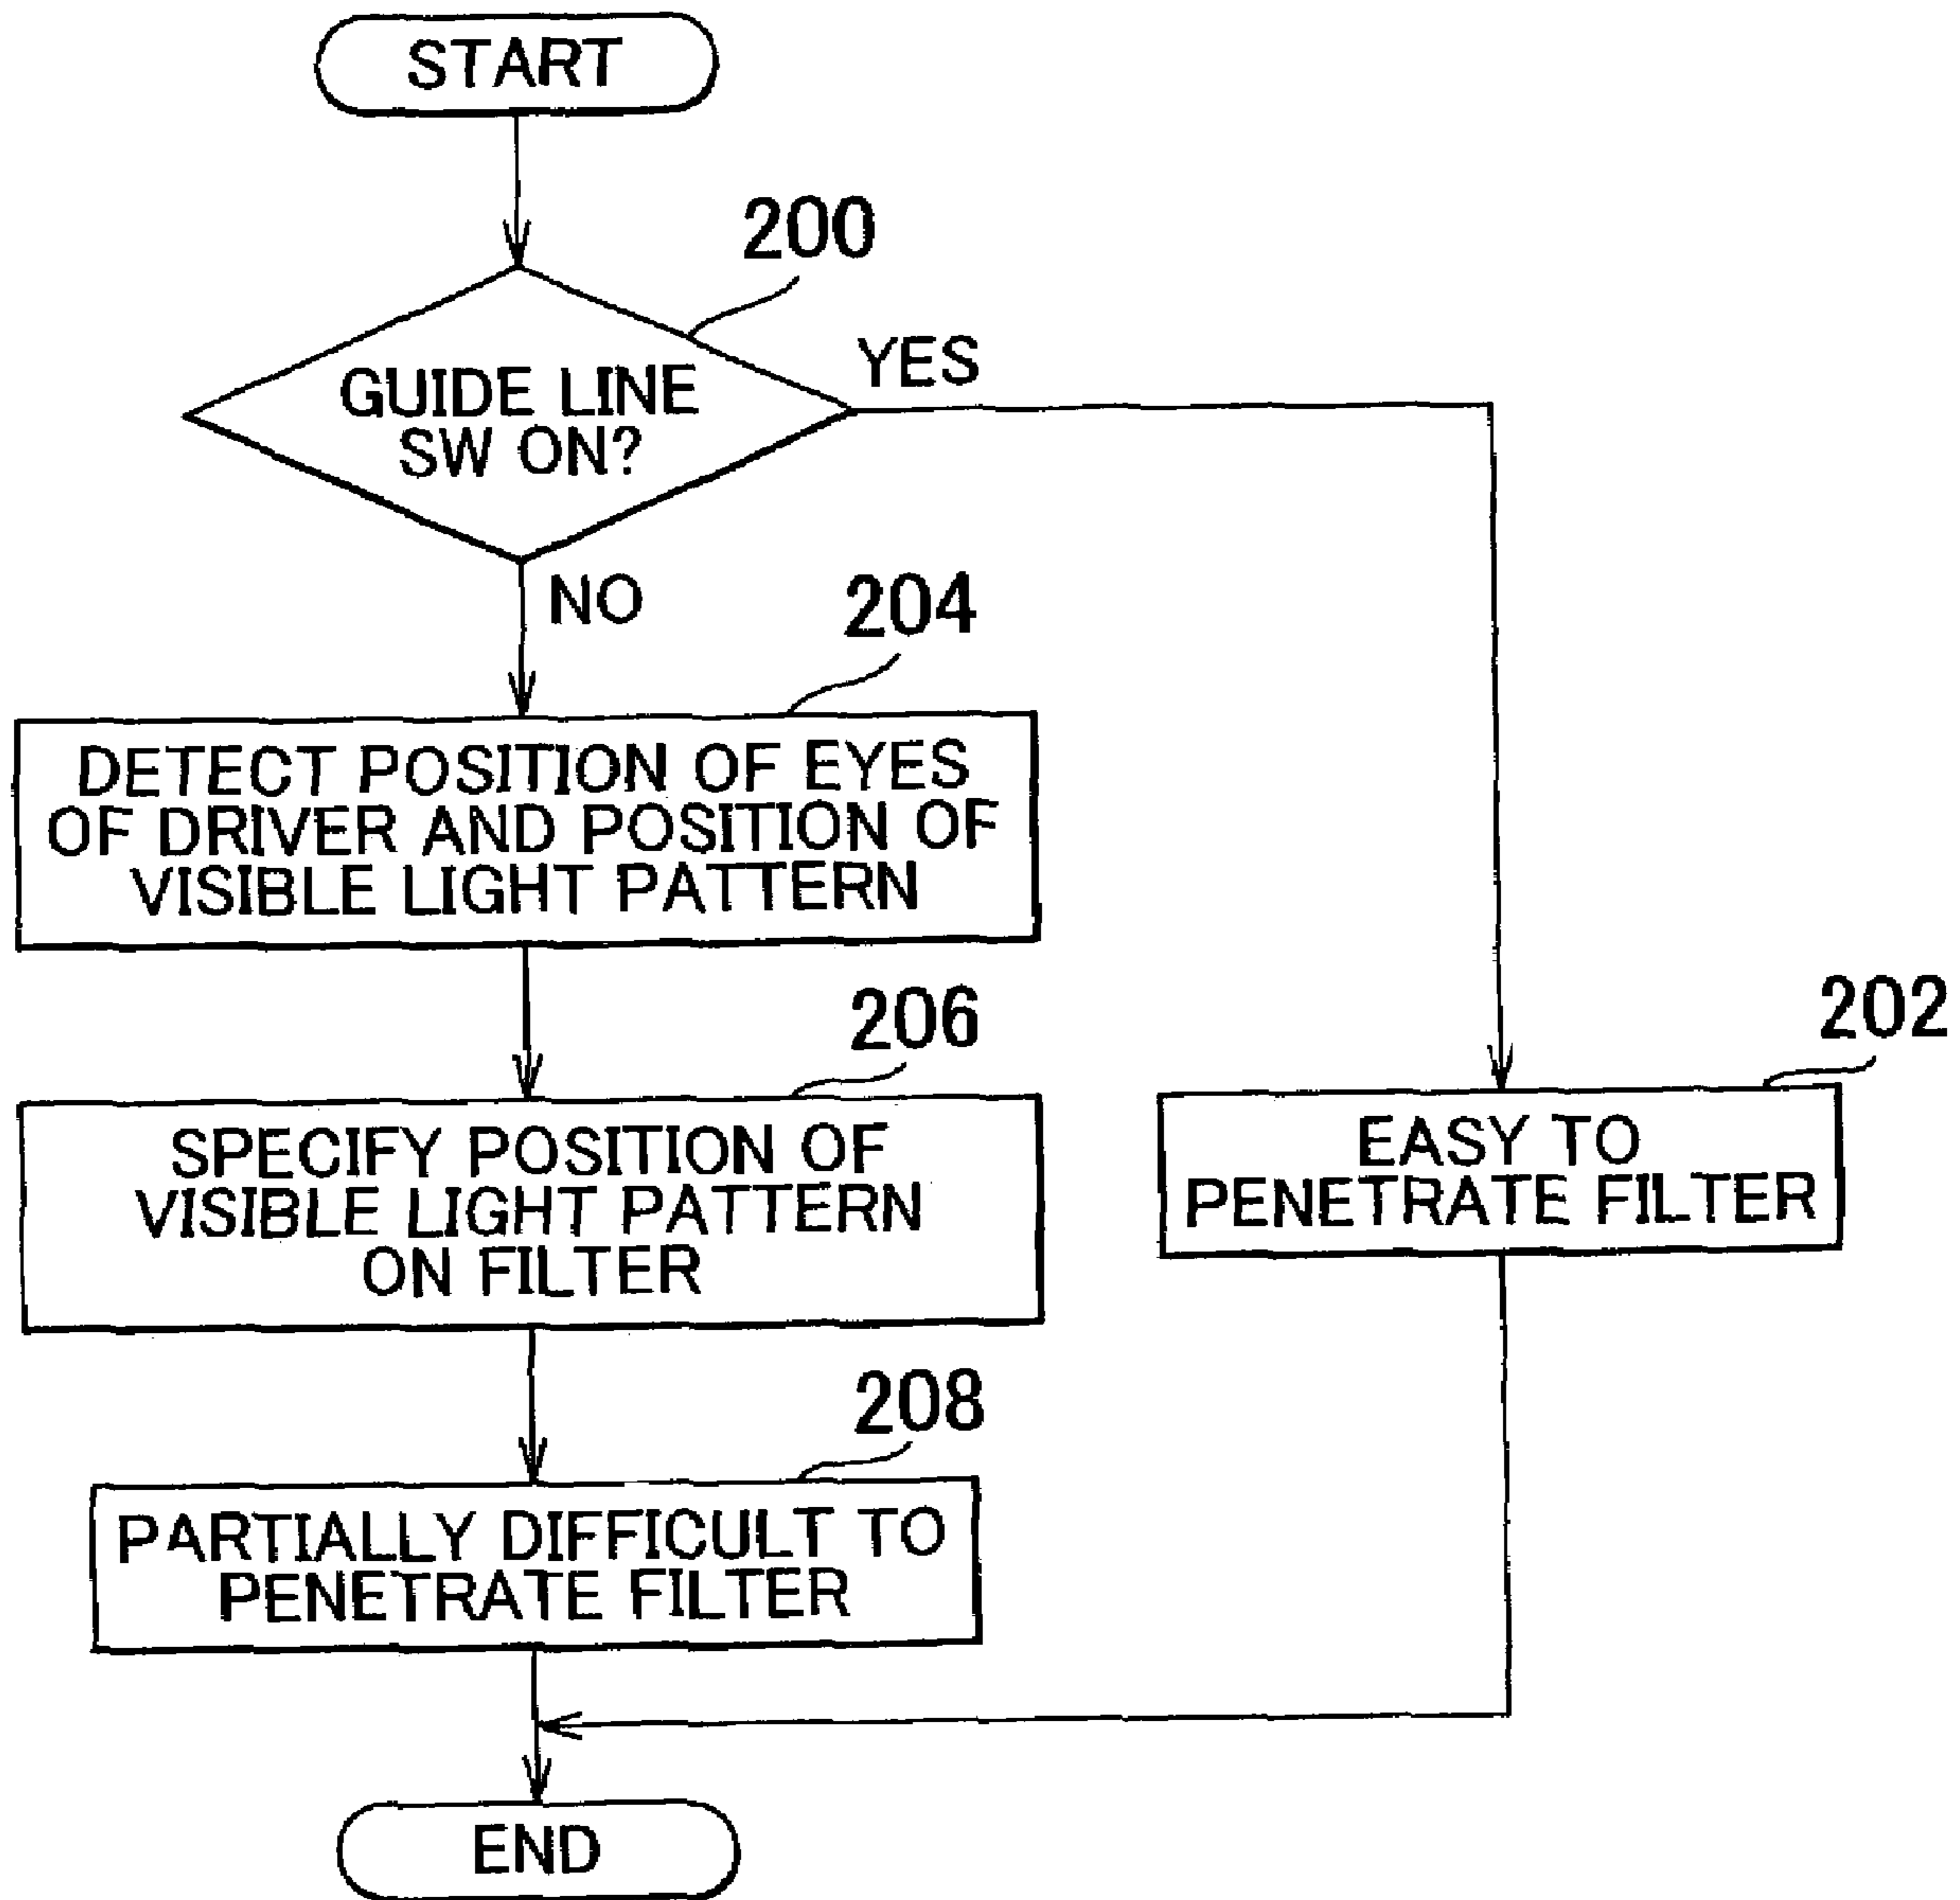 START
200
GUIDE LINE
SW ON?
YES
NO
204
DETECT POSITION OF EYES
OF DRIVER AND POSITION OF
VISIBLE LIGHT PATTERN
206
SPECIFY POSITION OF
VISIBLE LIGHT PATTERN
ON FILTER
202
EASY TO
PENETRATE FILTER
208
PARTIALLY DIFFICULT TO
PENETRATE FILTER
END